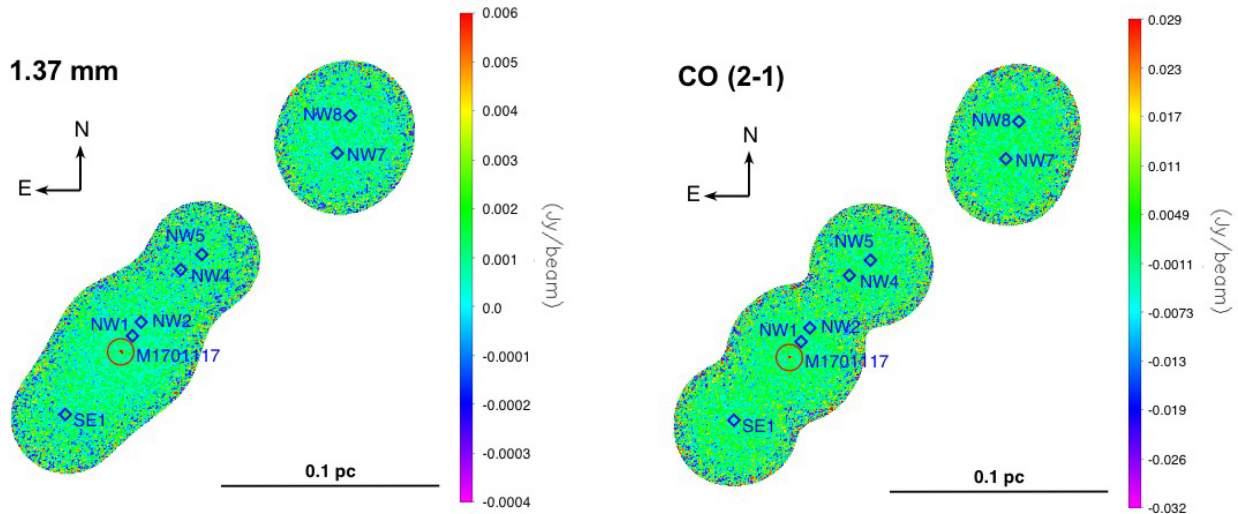 1.37 mm
N
E
NW8
NW7
NW5
NW4
NW1
NW2
M1701117
SE1
0.1 pc
0.006
0.005
0.004
0.003
0.002
0.001
0.0
-0.0001
-0.0002
-0.0003
-0.0004
(Jy/beam)
CO (2-1)
N
E
NW8
NW7
NW5
NW4
NW1
NW2
M1701117
SE1
0.1 pc
0.029
0.023
0.017
0.011
0.0049
-0.0011
-0.0073
-0.013
-0.019
-0.026
-0.032
(Jy/beam)